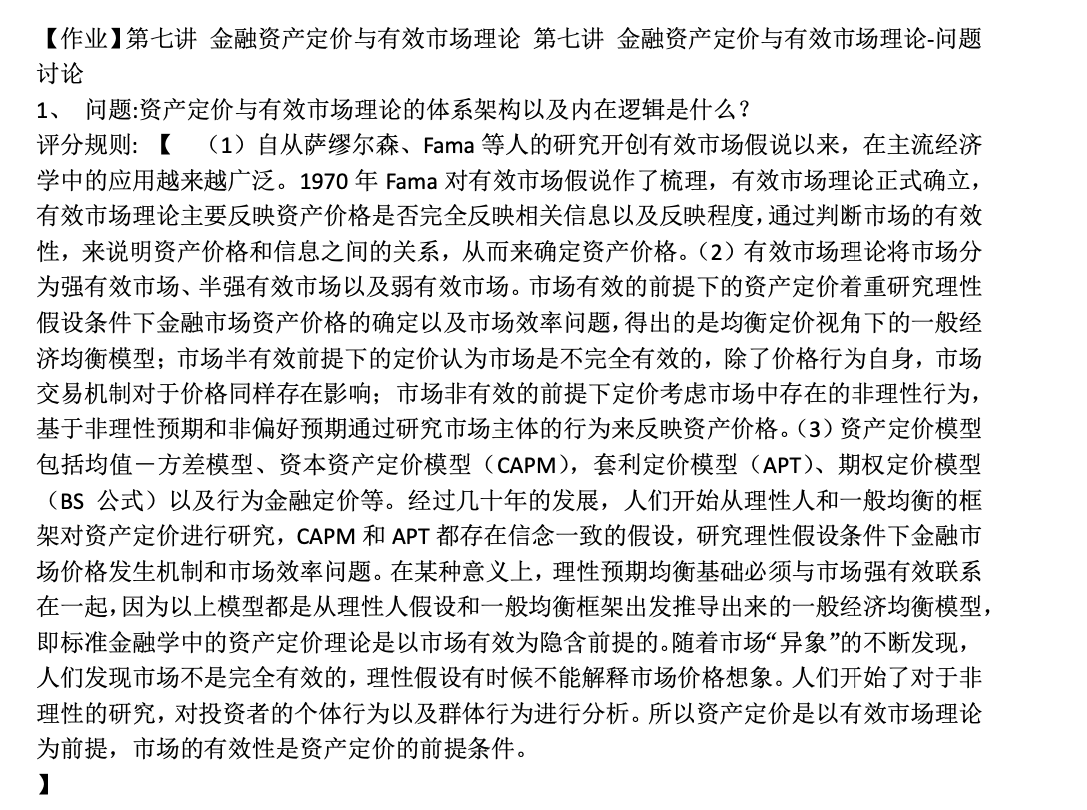 【作业】第七讲 金融资产定价与有效市场理论 第七讲 金融资产定价与有效市场理论-问题
讨论
1、 问题:资产定价与有效市场理论的体系架构以及内在逻辑是什么？
评分规则: 【 （1）自从萨缪尔森、Fama 等人的研究开创有效市场假说以来，在主流经济
学中的应用越来越广泛。1970 年 Fama 对有效市场假说作了梳理，有效市场理论正式确立，
有效市场理论主要反映资产价格是否完全反映相关信息以及反映程度，通过判断市场的有效
性，来说明资产价格和信息之间的关系，从而来确定资产价格。（2）有效市场理论将市场分
为强有效市场、半强有效市场以及弱有效市场。市场有效的前提下的资产定价着重研究理性
假设条件下金融市场资产价格的确定以及市场效率问题，得出的是均衡定价视角下的一般经
济均衡模型；市场半有效前提下的定价认为市场是不完全有效的，除了价格行为自身，市场
交易机制对于价格同样存在影响；市场非有效的前提下定价考虑市场中存在的非理性行为，
基于非理性预期和非偏好预期通过研究市场主体的行为来反映资产价格。（3）资产定价模型
包括均值－方差模型、资本资产定价模型（CAPM），套利定价模型（APT）、期权定价模型
（BS 公式）以及行为金融定价等。经过几十年的发展，人们开始从理性人和一般均衡的框
架对资产定价进行研究，CAPM 和 APT 都存在信念一致的假设，研究理性假设条件下金融市
场价格发生机制和市场效率问题。在某种意义上，理性预期均衡基础必须与市场强有效联系
在一起，因为以上模型都是从理性人假设和一般均衡框架出发推导出来的一般经济均衡模型，
即标准金融学中的资产定价理论是以市场有效为隐含前提的。随着市场“异象”的不断发现，
人们发现市场不是完全有效的，理性假设有时候不能解释市场价格想象。人们开始了对于非
理性的研究，对投资者的个体行为以及群体行为进行分析。所以资产定价是以有效市场理论
为前提，市场的有效性是资产定价的前提条件。
】